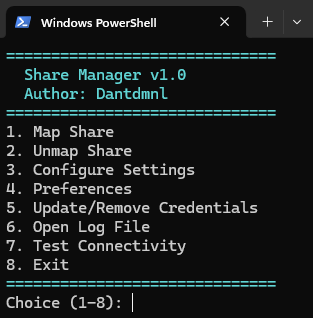 Windows PowerShell
==============================
Share Manager v1.0
Author: Dantdmnl
==============================
1. Map Share
2. Unmap Share
3. Configure Settings
4. Preferences
5. Update/Remove Credentials
6. Open Log File
7. Test Connectivity
8. Exit
==============================
Choice (1-8):